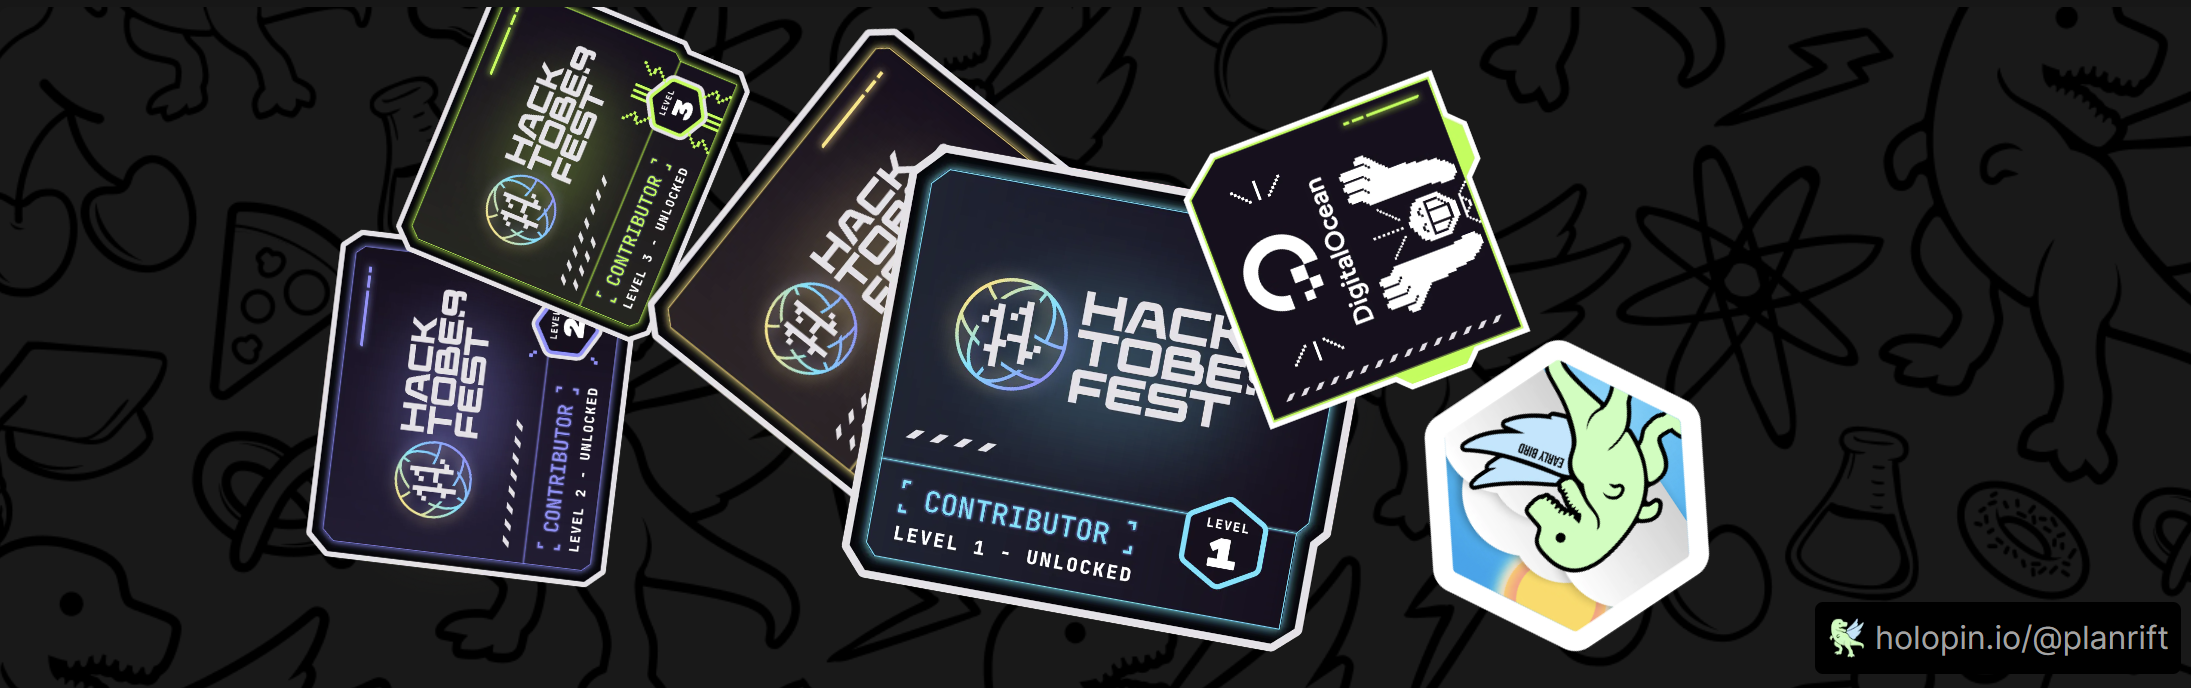 HACK
TOBER
FEST
LEVEL
3
CONTRIBUTOR
LEVEL 3 - UNLOCKED
HACK
TOBER
FEST
LEVEL
2
CONTRIBUTOR
LEVEL 2 - UNLOCKED
HACK
HACK
TOBE
FEST
CONTRIBUTOR
LEVEL 1 - UNLOCKED
LEVEL
1
DigitalOcean
EARLY BIRD
holopin.io/@planrift